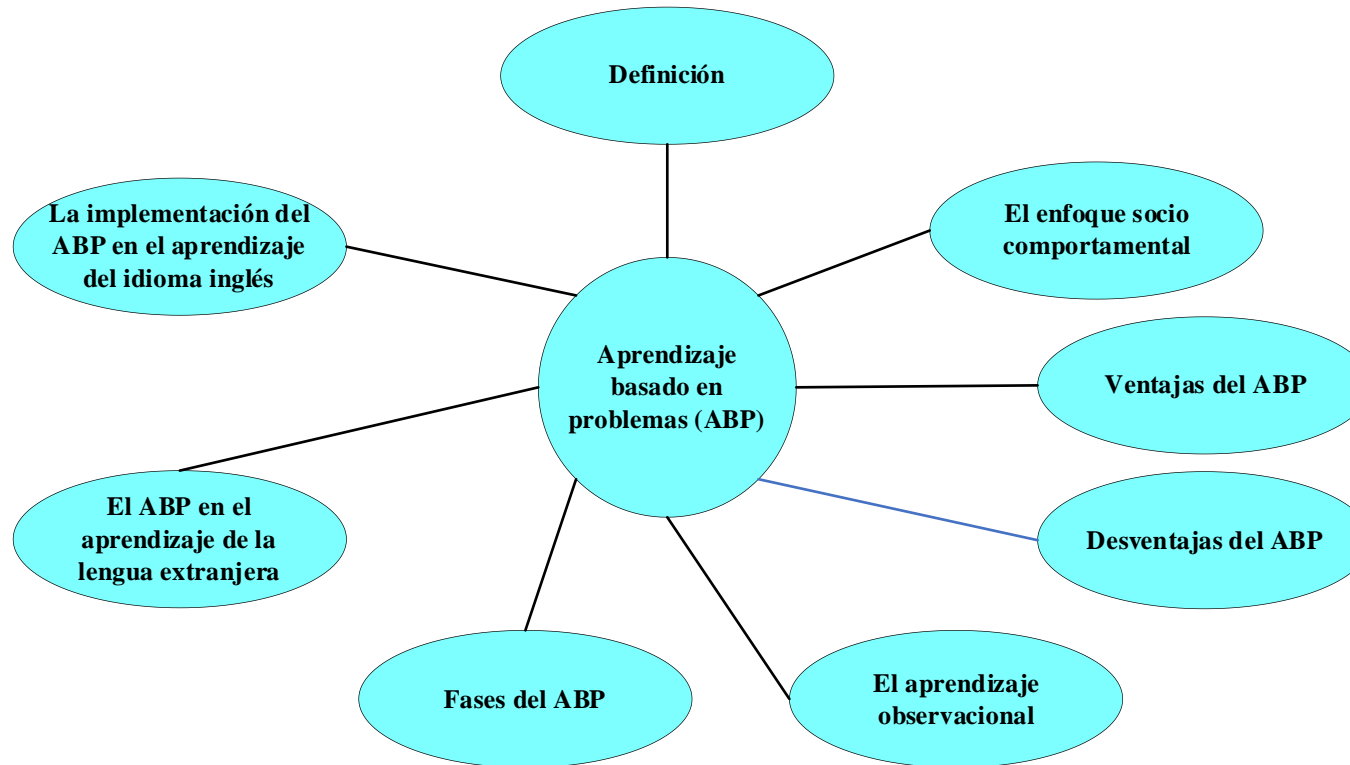 Definición
La implementación del
ABP en el aprendizaje
del idioma inglés
El enfoque socio
comportamental
Aprendizaje
basado en
problemas (ABP)
Ventajas del ABP
El ABP en el
aprendizaje de la
lengua extranjera
Desventajas del ABP
Fases del ABP
El aprendizaje
observacional